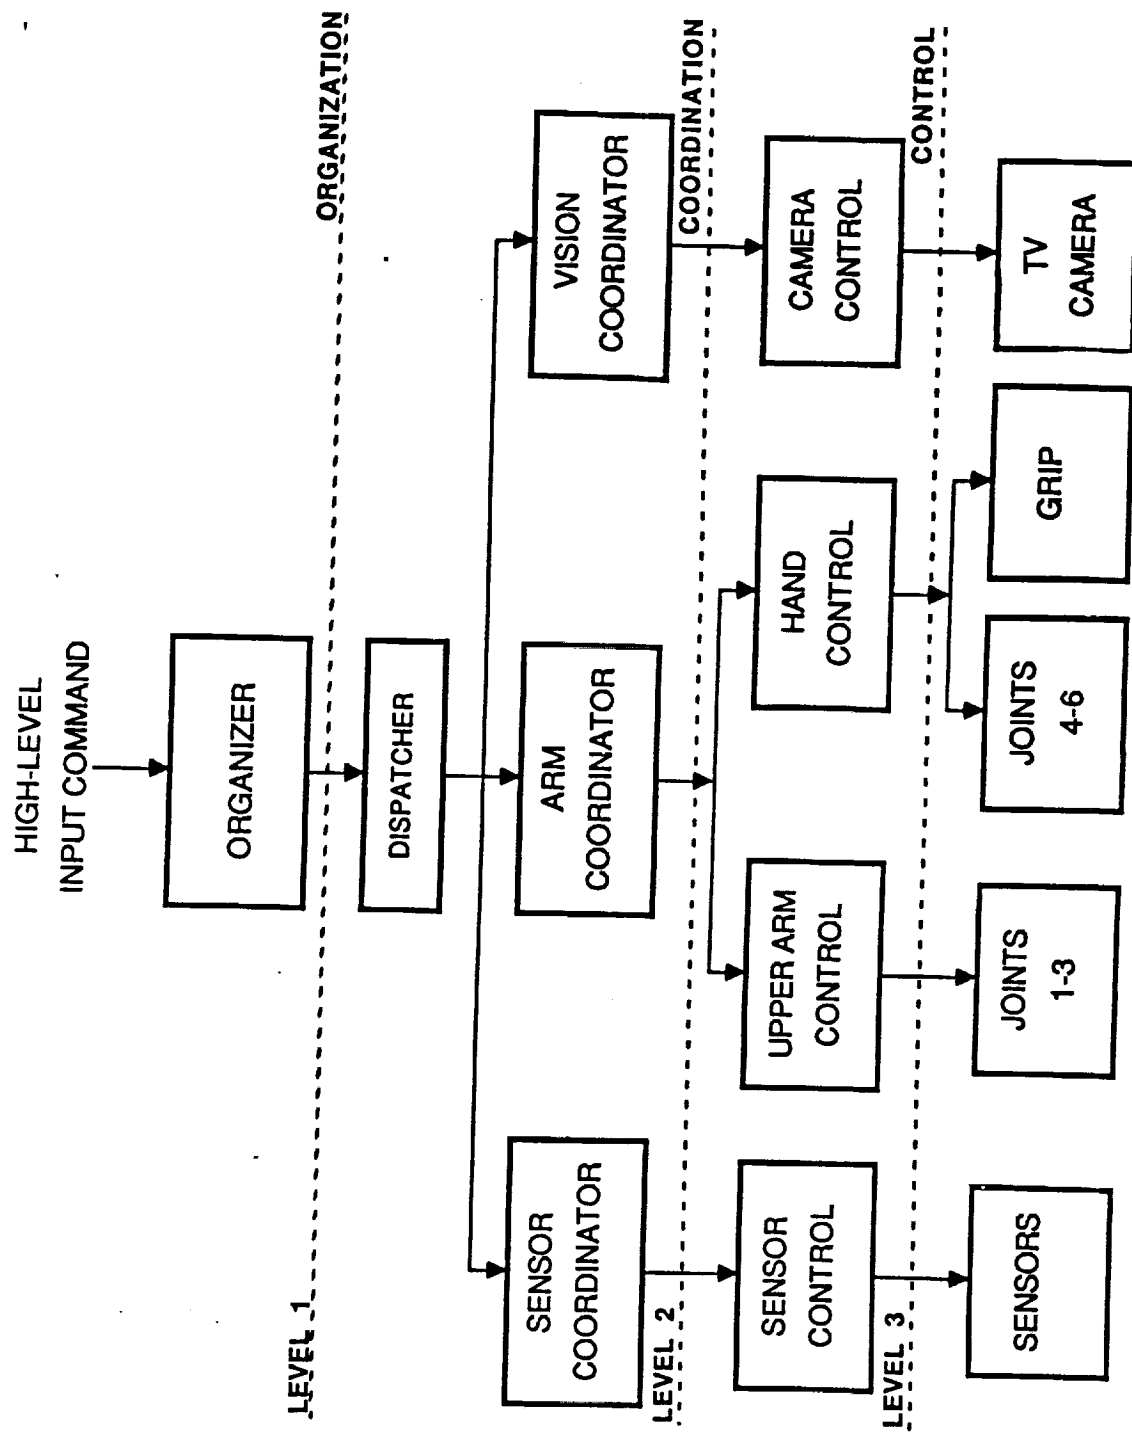 HIGH-LEVEL
INPUT COMMAND
ORGANIZER
LEVEL 1
ORGANIZATION
DISPATCHER
SENSOR
COORDINATOR
ARM
COORDINATOR
VISION
COORDINATOR
LEVEL 2
COORDINATION
SENSOR
CONTROL
UPPER ARM
CONTROL
HAND
CONTROL
CAMERA
CONTROL
LEVEL 3
CONTROL
SENSORS
JOINTS
1-3
JOINTS
4-6
GRIP
TV
CAMERA